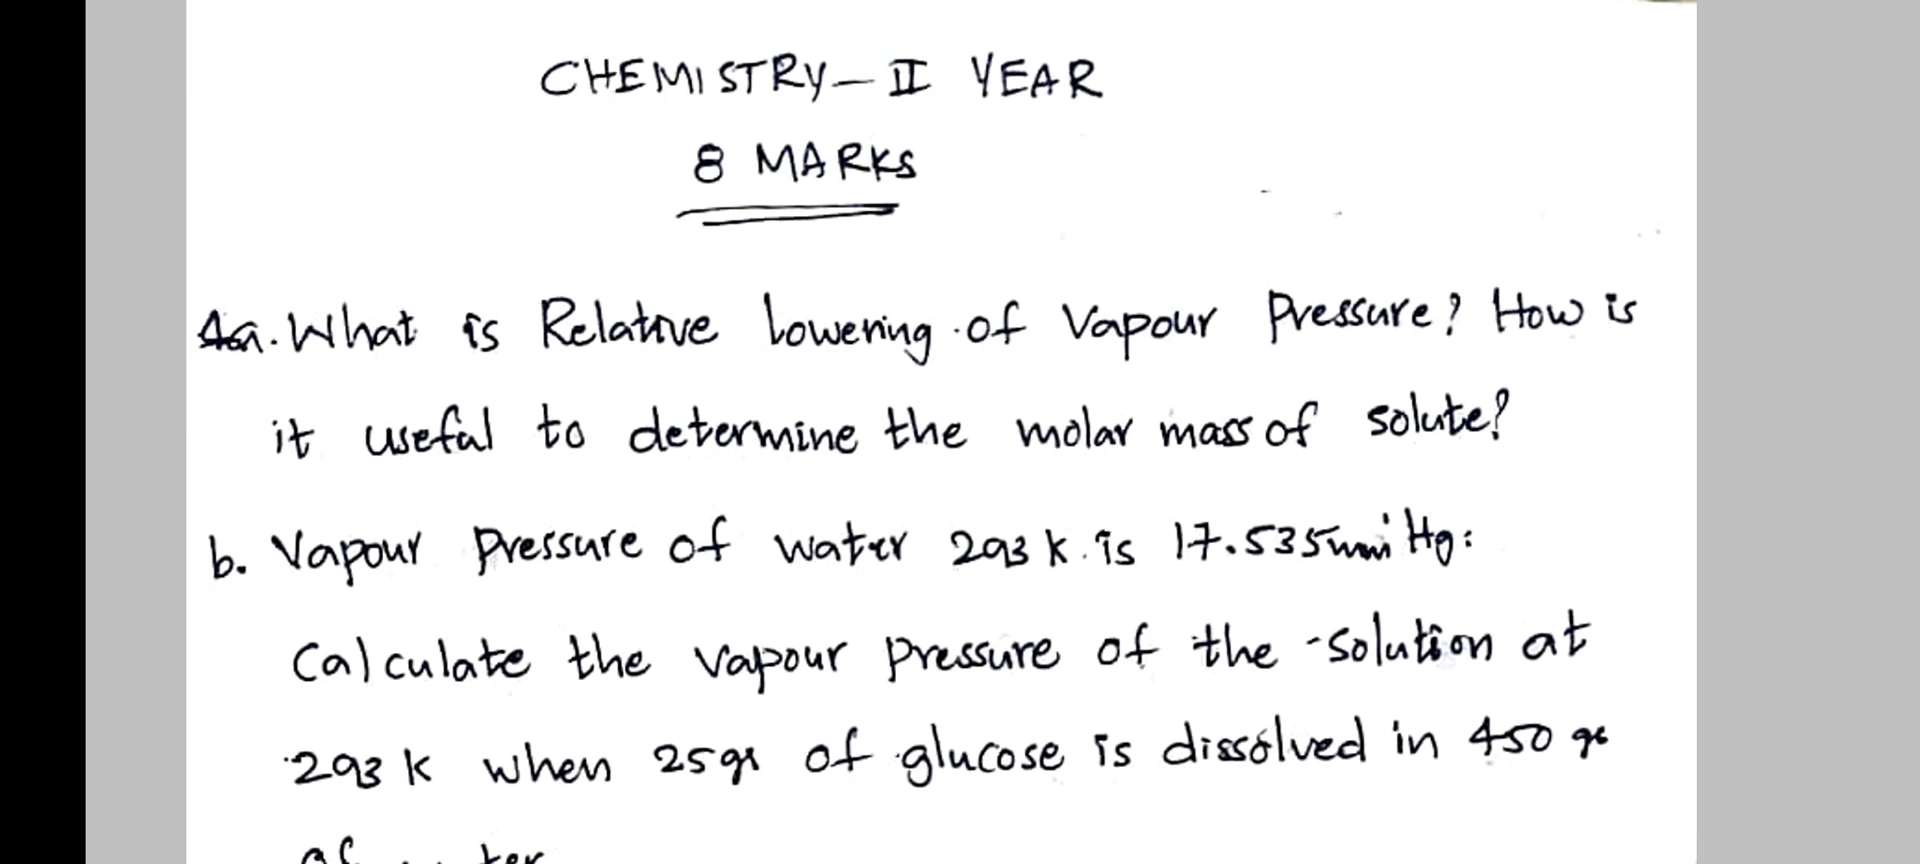 CHEMISTRY-II YEAR
8 MARKS
4a. What is Relative Lowering of Vapour Pressure? How is
it useful to determine the molar mass of solute?
b. Vapour Pressure of water 293 K is 17.535mm Hg:
Calculate the vapour pressure of the solution at
293 K when 25gr of glucose is dissolved in 450 gr